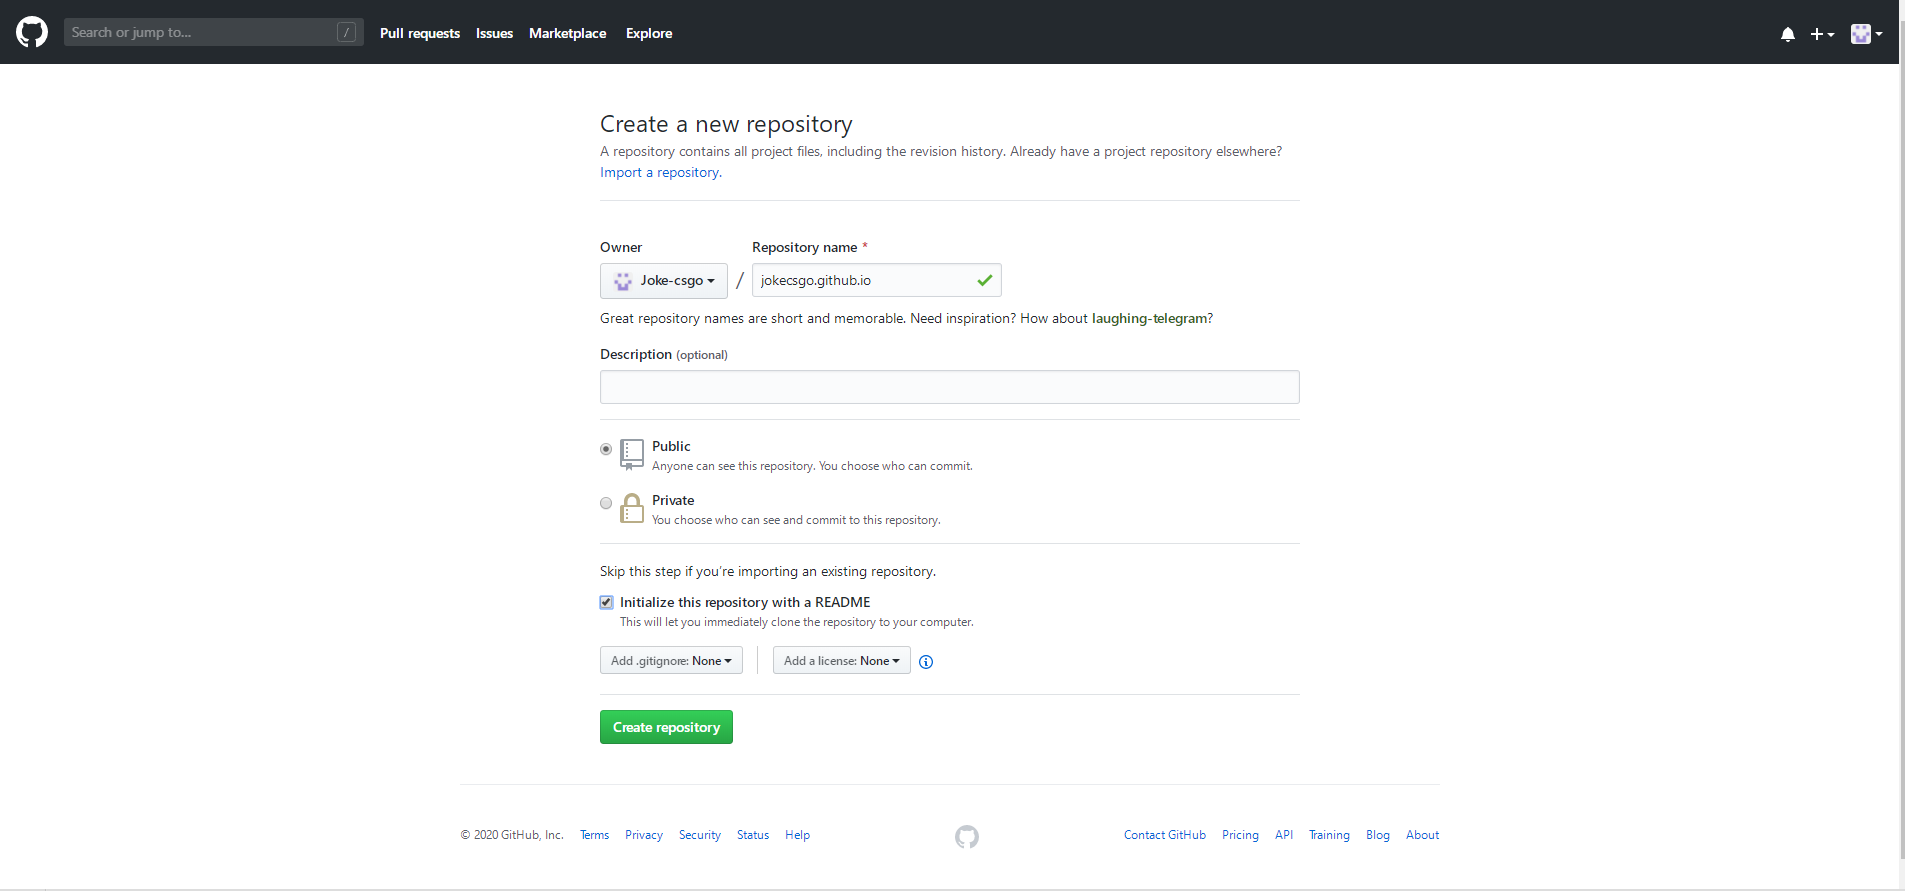 Search or jump to... / Pull requests Issues Marketplace Explore
Create a new repository
A repository contains all project files, including the revision history. Already have a project repository elsewhere?
Import a repository.
Owner Repository name *
Joke-csgo / jokecsgo.github.io
Great repository names are short and memorable. Need inspiration? How about laughing-telegram?
Description (optional)
Public
Anyone can see this repository. You choose who can commit.
Private
You choose who can see and commit to this repository.
Skip this step if you’re importing an existing repository.
Initialize this repository with a README
This will let you immediately clone the repository to your computer.
Add .gitignore: None Add a license: None
Create repository
© 2020 GitHub, Inc. Terms Privacy Security Status Help Contact GitHub Pricing API Training Blog About